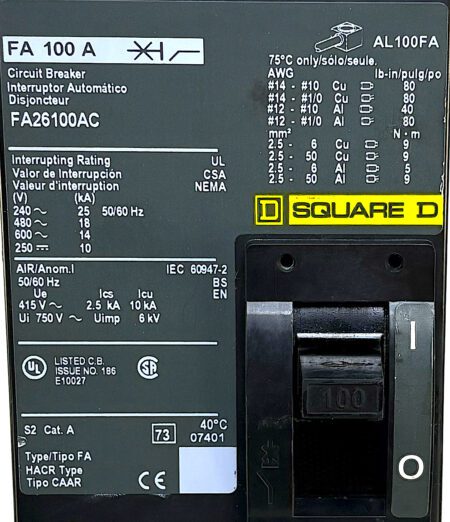 FA 100 A
Circuit Breaker
Interruptor Automático
Disjoncteur
FA26100AC
Interrupting Rating UL
Valor de Interrupción CSA
Valeur d'interruption NEMA
(V) (kA)
240 ~ 25 50/60 Hz
480 ~ 18
600 ~ 14
250 ⎓ 10
AIR/Anom.I IEC 60947-2
50/60 Hz BS
Ue Ics Icu EN
415 V ~ 2.5 kA 10 kA
Ui 750 V ~ Uimp 6 kV
UL LISTED C.B.
ISSUE NO. 186
E10027
SA
S2 Cat. A 73 40°C
07401
Type/Tipo FA
HACR Type
Tipo CAAR CE
AL100FA
75°C only/sólo/seule.
AWG lb-in/pulg/po
#14 - #10 Cu 80
#14 - #1/0 Cu 80
#12 - #10 Al 40
#12 - #1/0 Al 80
mm² N·m
2.5 - 6 Cu 9
2.5 - 50 Cu 9
2.5 - 6 Al 5
2.5 - 50 Al 9
D SQUARE D
I
100
O